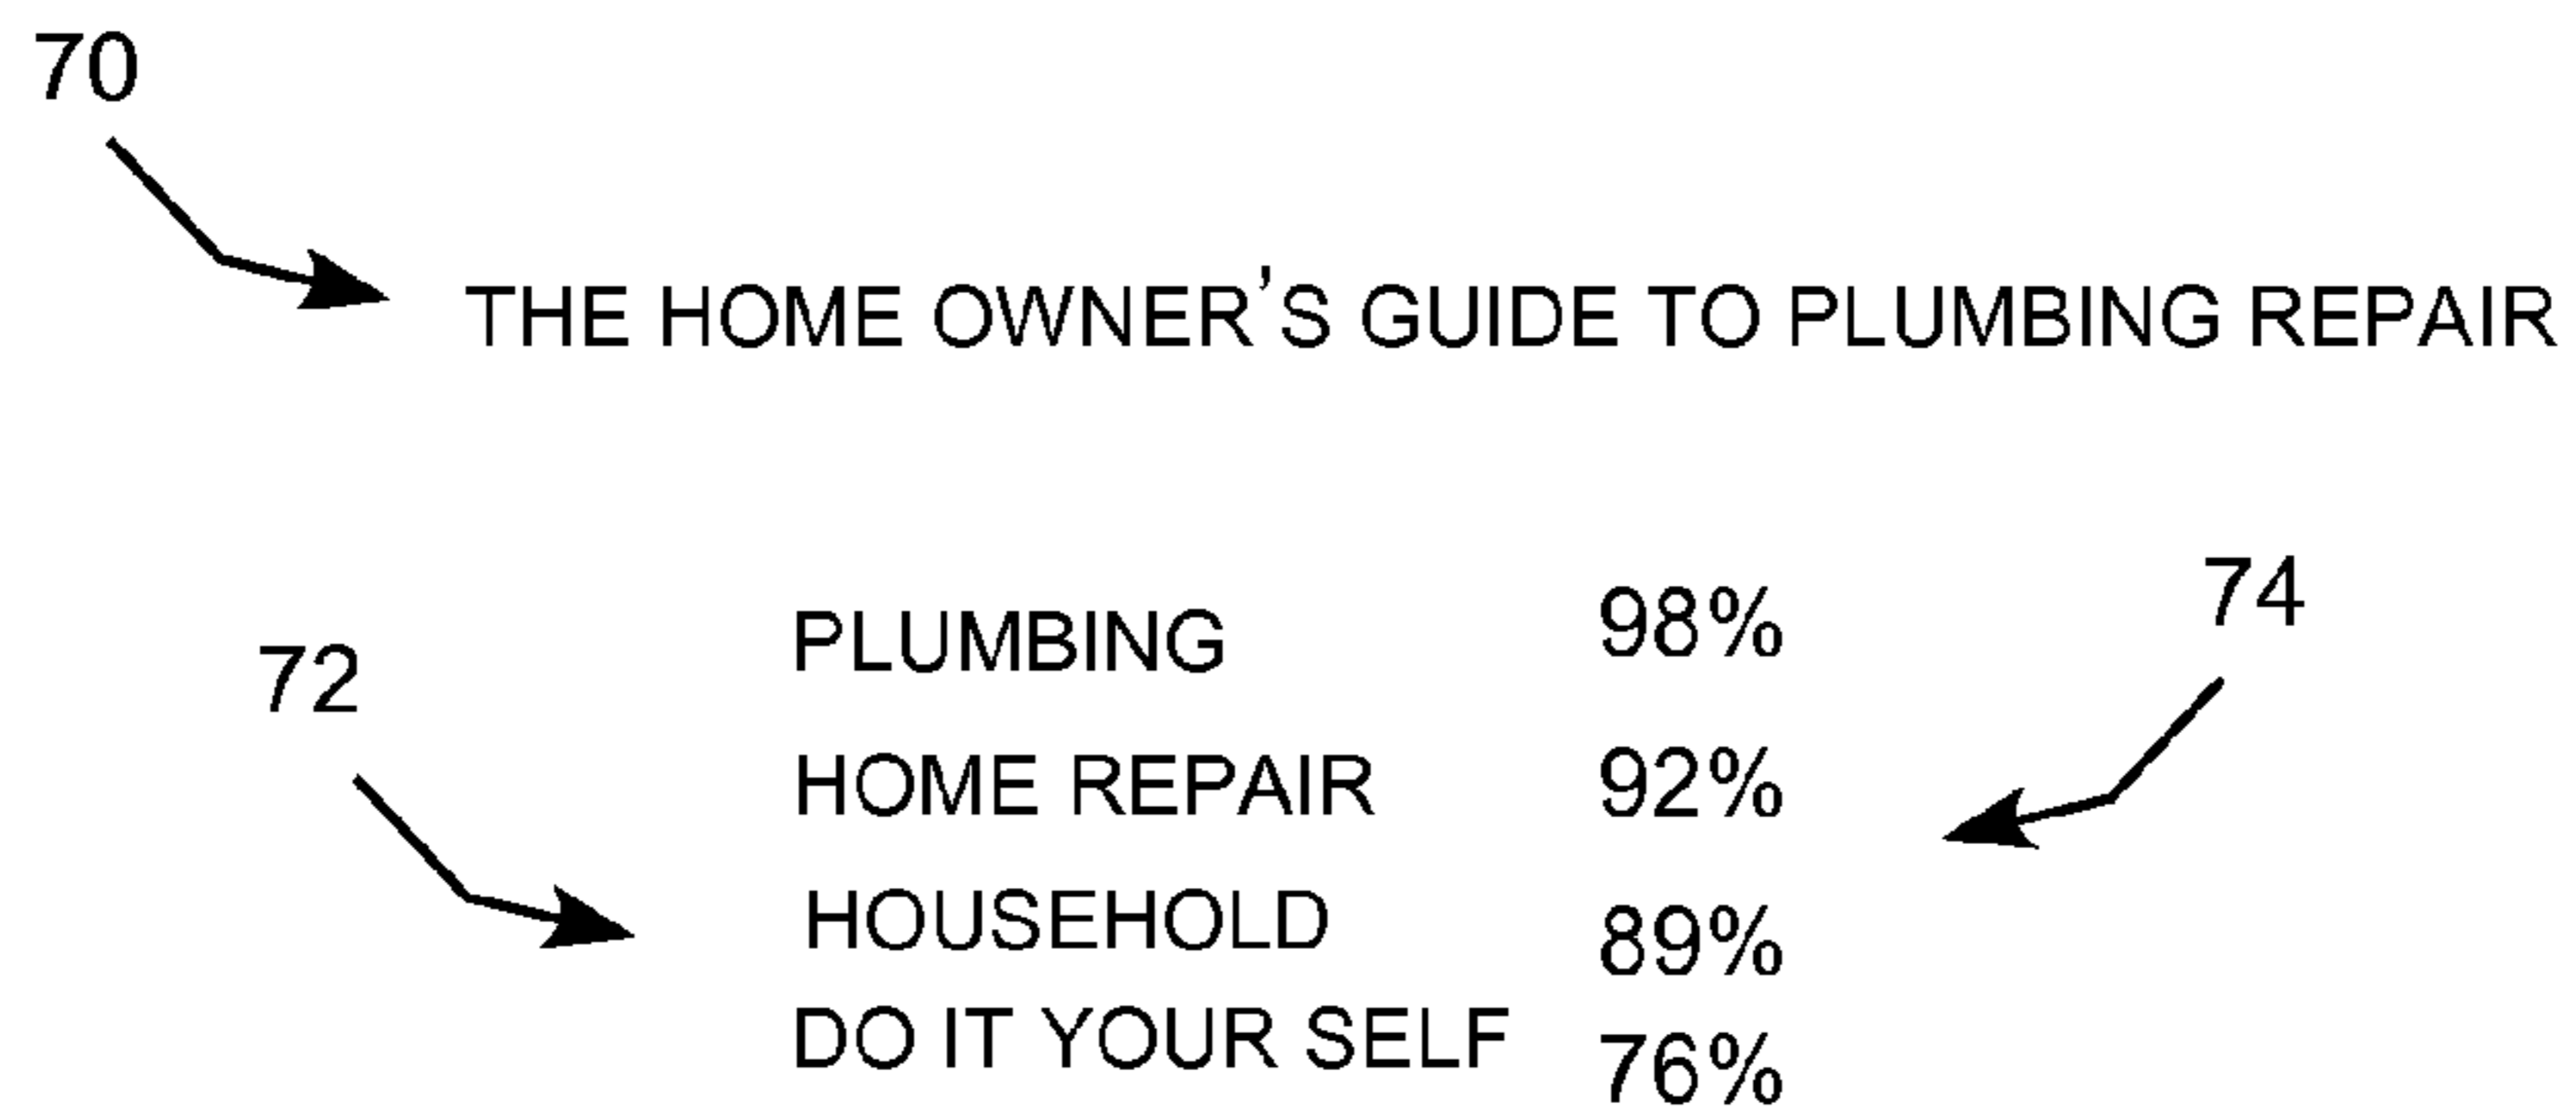 70
THE HOME OWNER'S GUIDE TO PLUMBING REPAIR
74
PLUMBING 98%
72
HOME REPAIR 92%
HOUSEHOLD 89%
DO IT YOUR SELF 76%